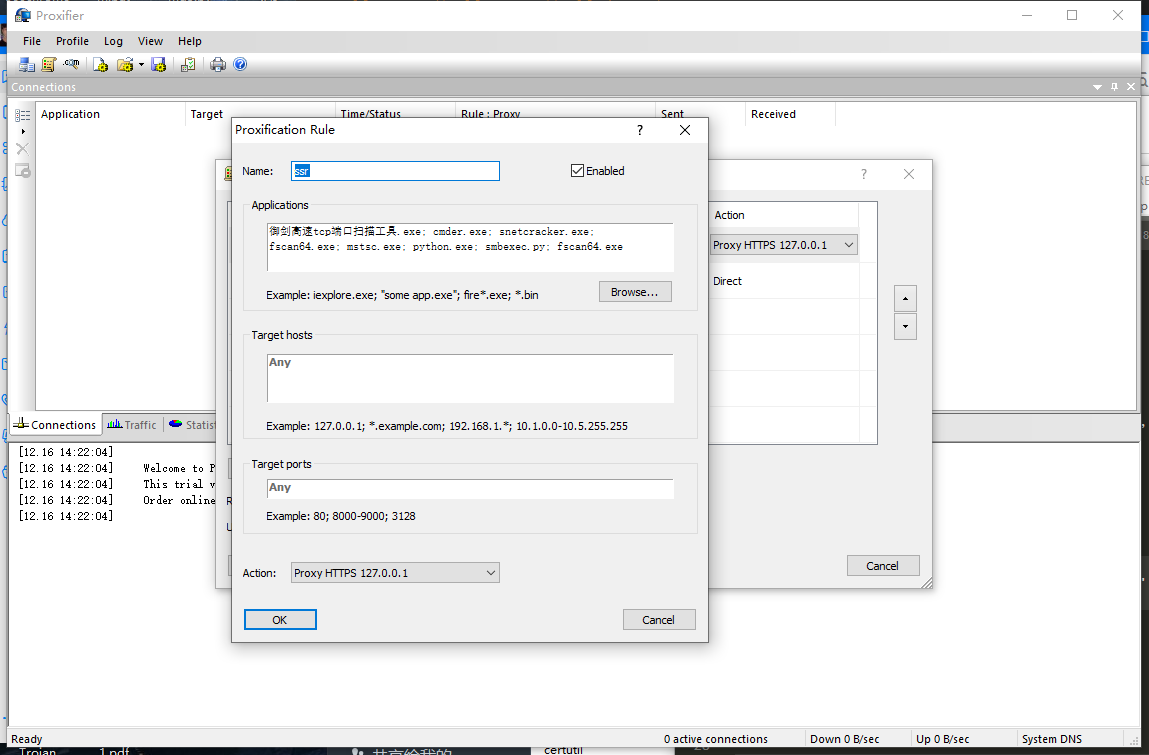 Proxifier
File Profile Log View Help
.com
Connections
Application Target Time/Status Rule : Proxy Sent Received
Proxification Rule
Name: ssr Enabled
Applications
御剑高速tcp端口扫描工具.exe; cmder.exe; snetcracker.exe;
fscan64.exe; mstsc.exe; python.exe; smbexec.py; fscan64.exe
Example: iexplore.exe; "some app.exe"; fire*.exe; *.bin
Browse...
Target hosts
Any
Example: 127.0.0.1; *.example.com; 192.168.1.*; 10.1.0.0-10.5.255.255
Target ports
Any
Example: 80; 8000-9000; 3128
Action: Proxy HTTPS 127.0.0.1
OK Cancel
Action
Proxy HTTPS 127.0.0.1
Direct
Cancel
Connections Traffic Statist
[12.16 14:22:04]
[12.16 14:22:04] Welcome to P
[12.16 14:22:04] This trial v
[12.16 14:22:04] Order online
[12.16 14:22:04]
Ready 0 active connections Down 0 B/sec Up 0 B/sec System DNS
Trojan 1.pdf certutil